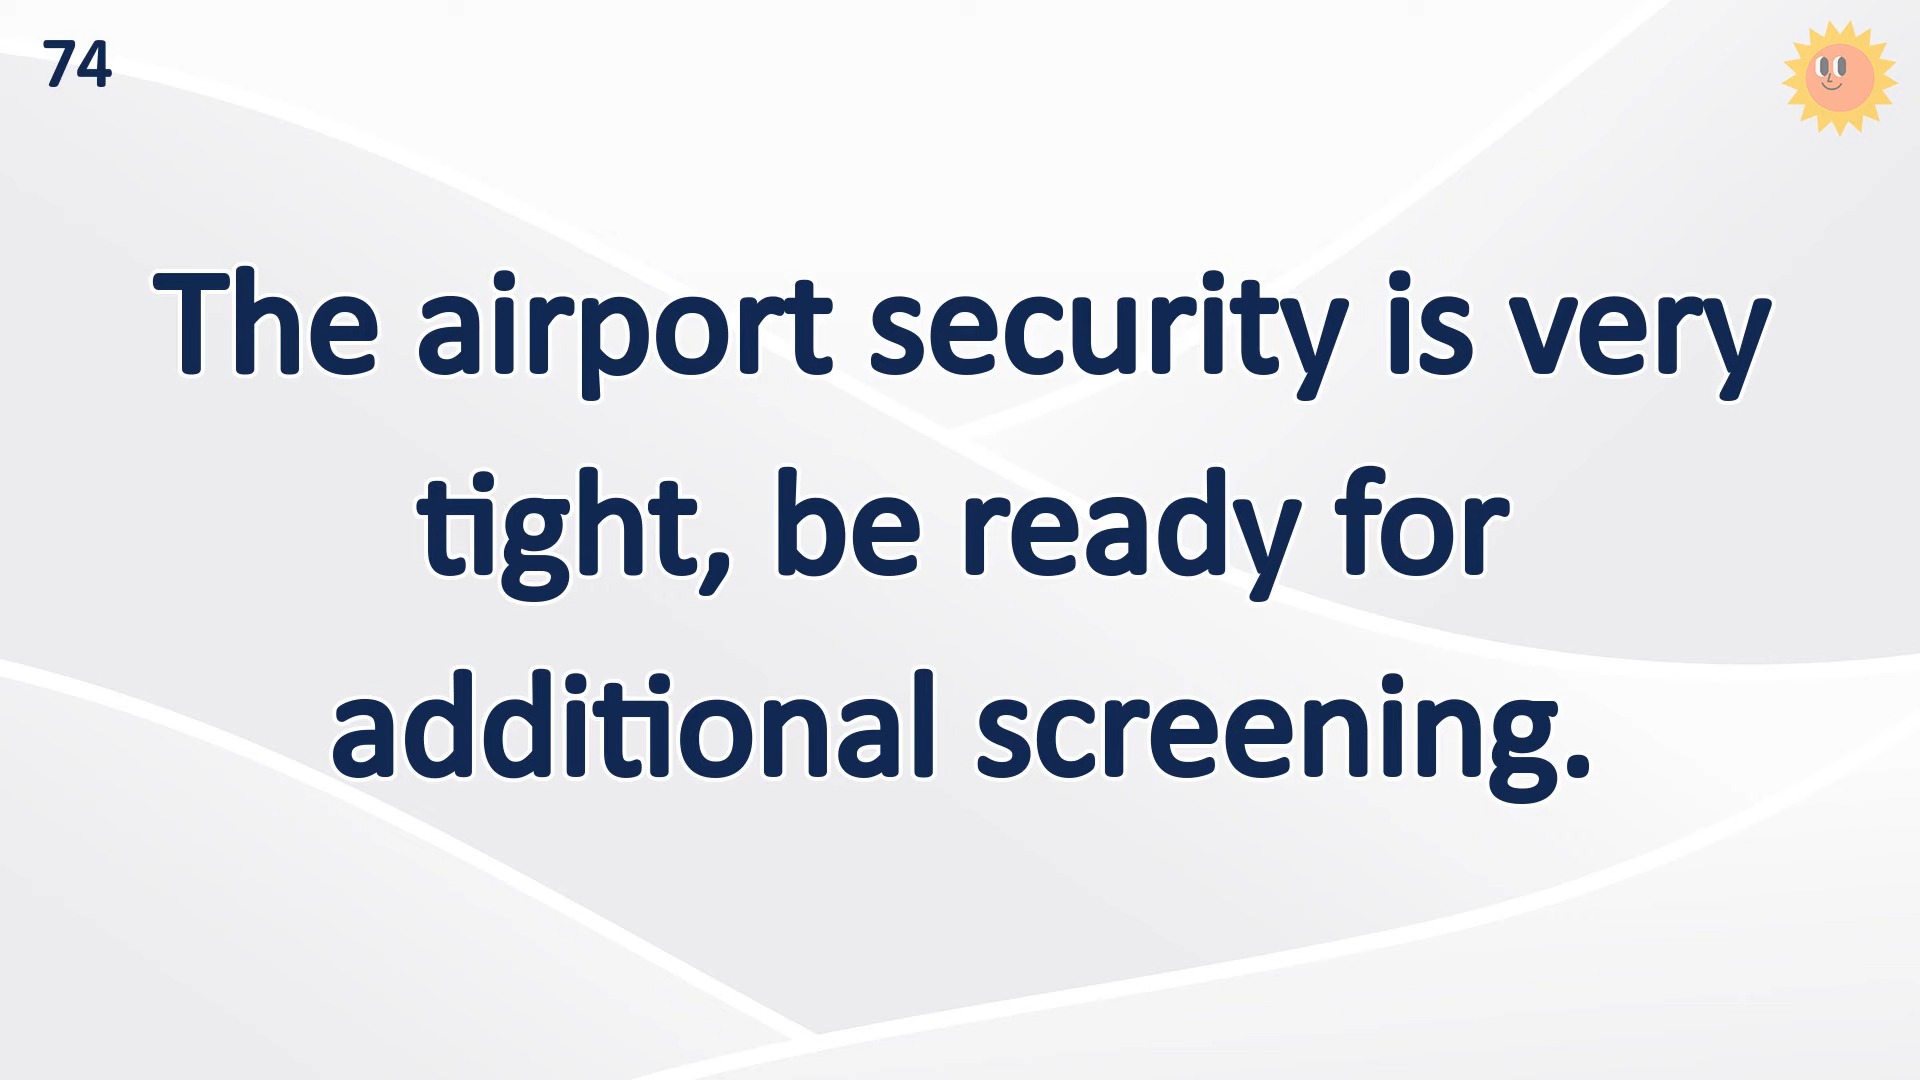 74
The airport security is very
tight, be ready for
additional screening.